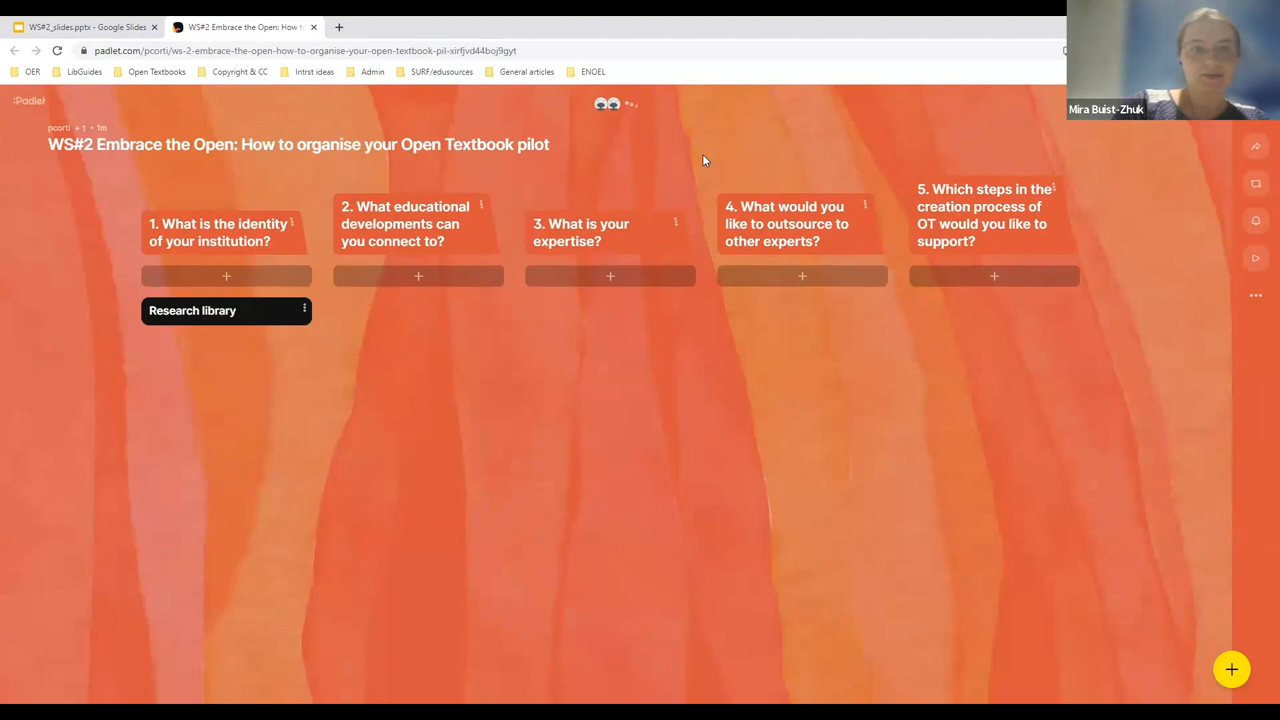 WS#2_slides.pptx - Google Slides
WS#2 Embrace the Open: How to
padlet.com/pcorti/ws-2-embrace-the-open-how-to-organise-your-open-textbook-pil-xirfjvd44boj9gyt
OER
LibGuides
Open Textbooks
Copyright & CC
Intrst ideas
Admin
SURF/edusources
General articles
ENOEL
Mira Buist-Zhuk
:Padlet
pcorti + 1 • 1m
WS#2 Embrace the Open: How to organise your Open Textbook pilot
1. What is the identity
of your institution?
2. What educational
developments can
you connect to?
3. What is your
expertise?
4. What would you
like to outsource to
other experts?
5. Which steps in the
creation process of
OT would you like to
support?
Research library